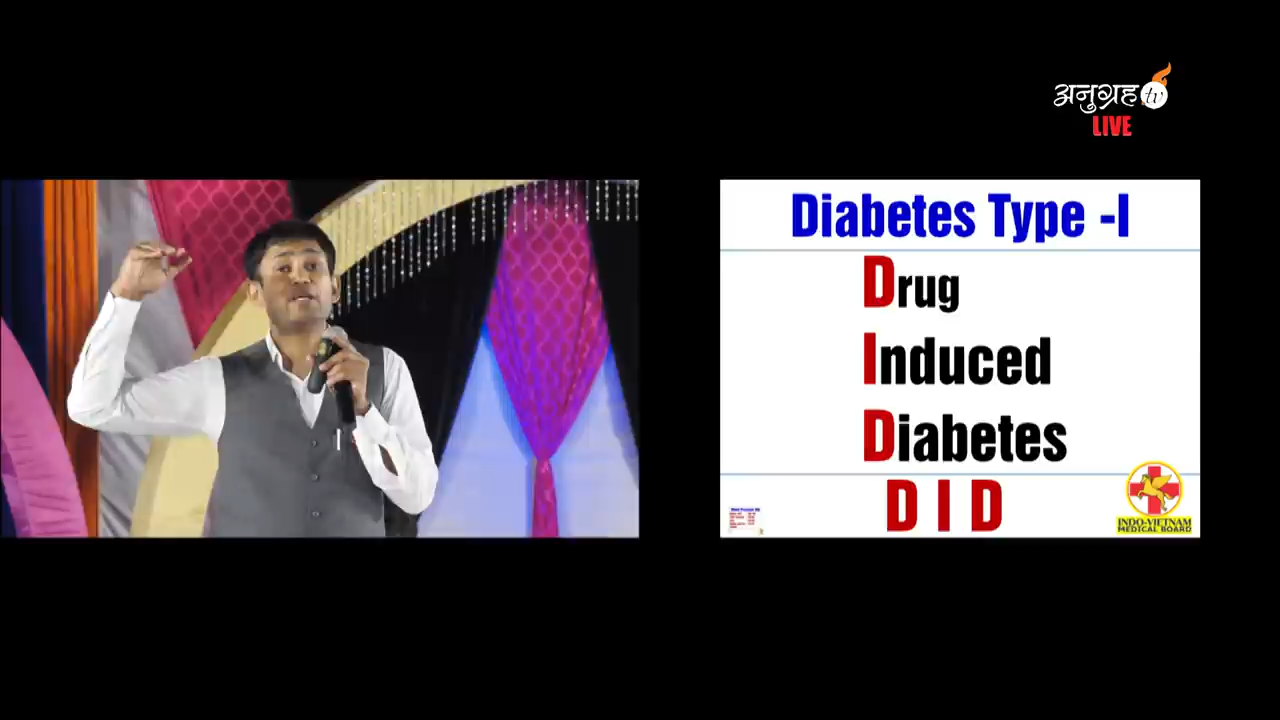 अनुग्रह tv
LIVE
Diabetes Type -I
Drug
Induced
Diabetes
D I D
INDO-VIETNAM
MEDICAL BOARD